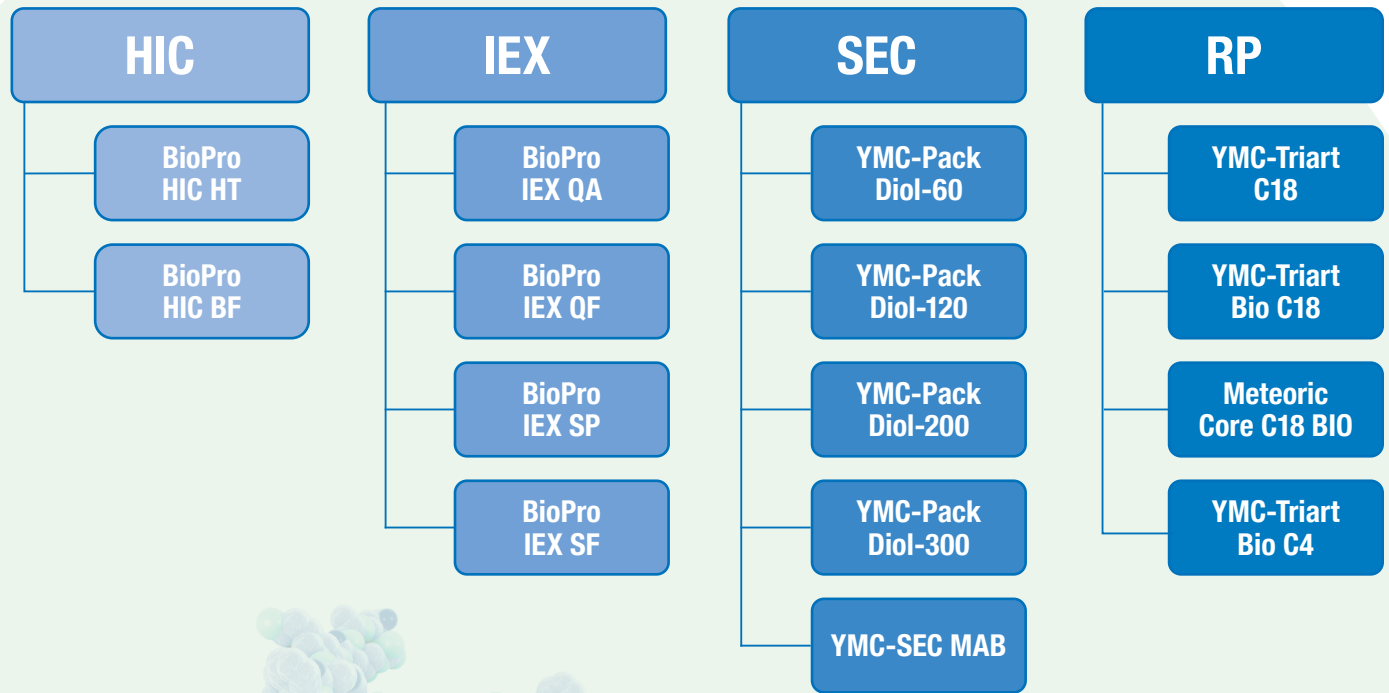 HIC
BioPro
HIC HT
BioPro
HIC BF
IEX
BioPro
IEX QA
BioPro
IEX QF
BioPro
IEX SP
BioPro
IEX SF
SEC
YMC-Pack
Diol-60
YMC-Pack
Diol-120
YMC-Pack
Diol-200
YMC-Pack
Diol-300
YMC-SEC MAB
RP
YMC-Triart
C18
YMC-Triart
Bio C18
Meteoric
Core C18 BIO
YMC-Triart
Bio C4